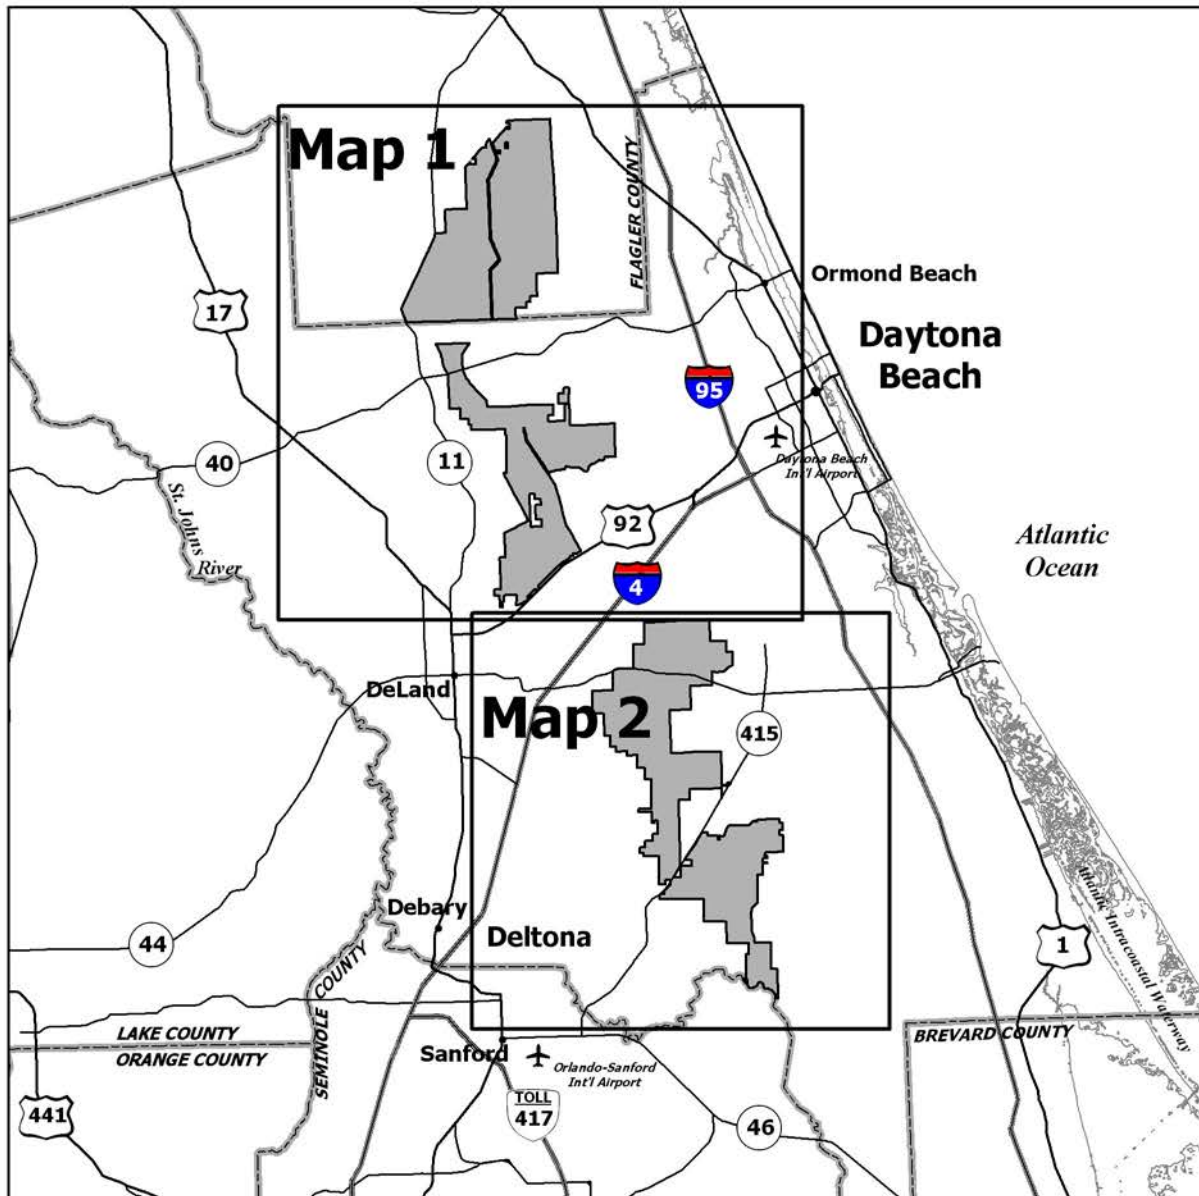 Map 1
FLAGLER COUNTY
Ormond Beach
17
Daytona
Beach
95
40
11
Daytona Beach
Int'l Airport
St. Johns
River
92
Atlantic
Ocean
4
DeLand
Map 2
415
Debary
Deltona
44
1
Atlantic Intracoastal Waterway
SEMINOLE COUNTY
LAKE COUNTY
ORANGE COUNTY
BREVARD COUNTY
Sanford
Orlando-Sanford
Int'l Airport
TOLL
417
441
46